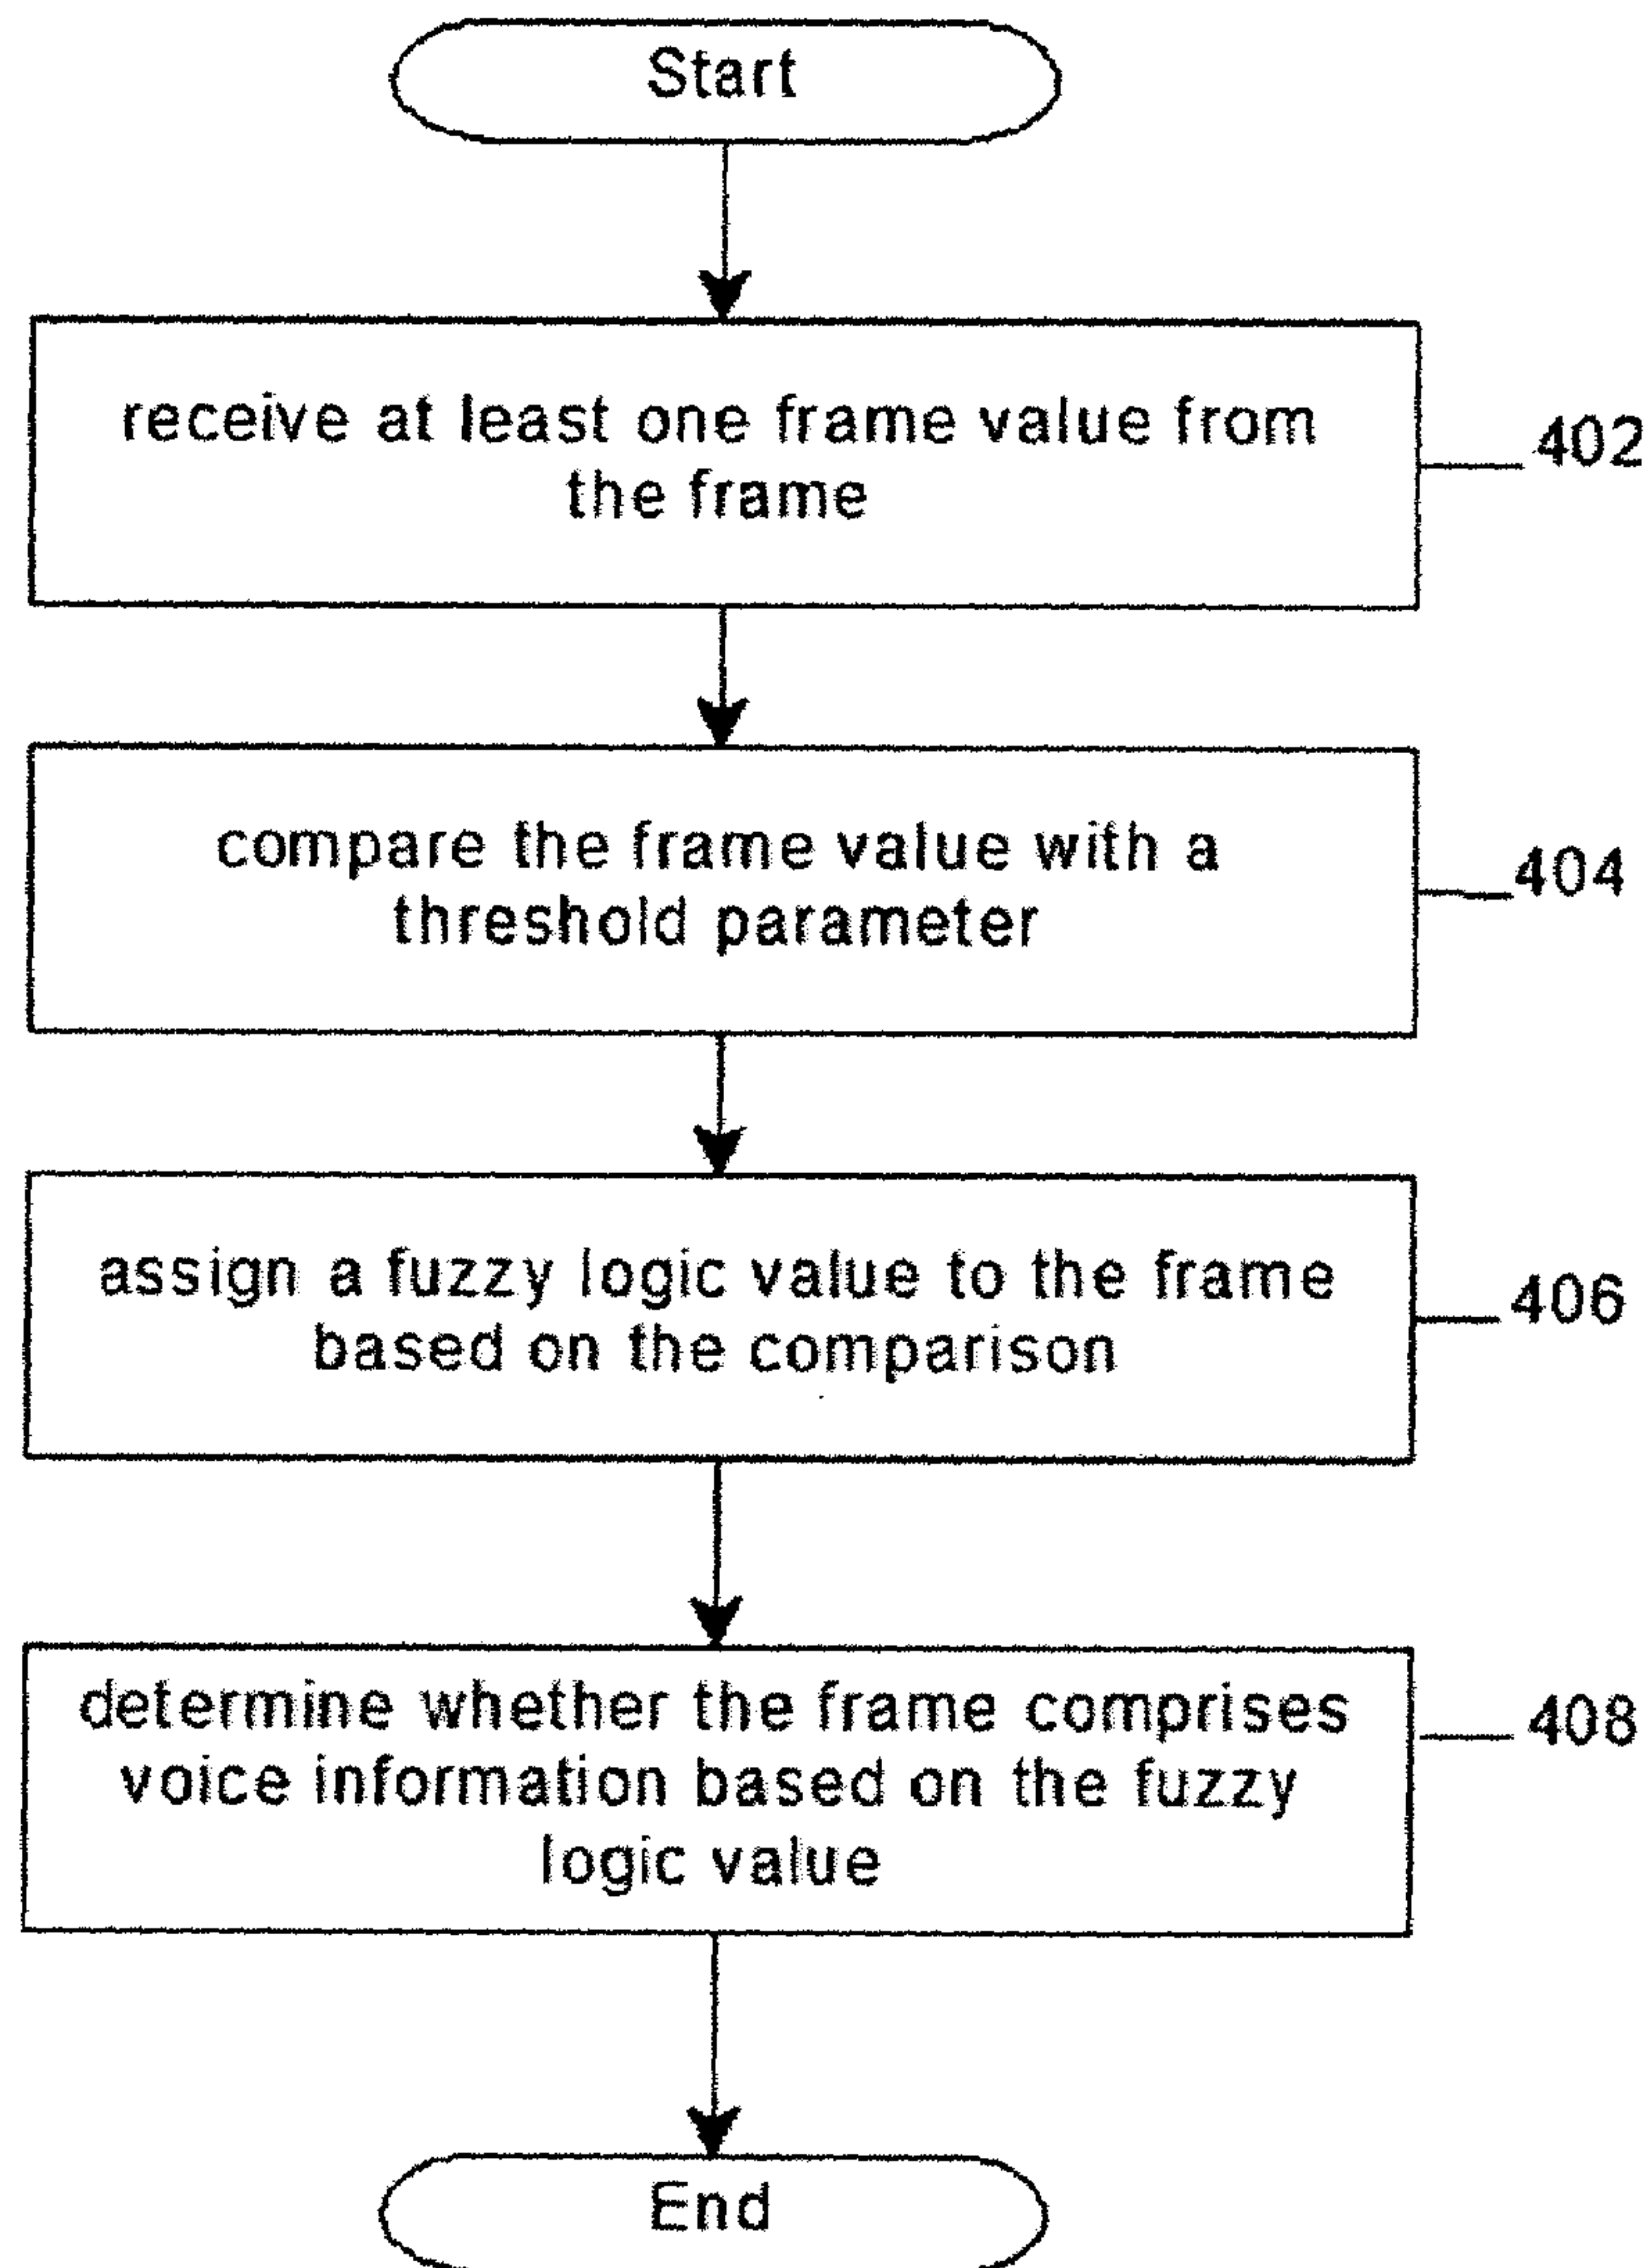 Start
receive at least one frame value from
the frame
402
compare the frame value with a
threshold parameter
404
assign a fuzzy logic value to the frame
based on the comparison
406
determine whether the frame comprises
voice information based on the fuzzy
logic value
408
End